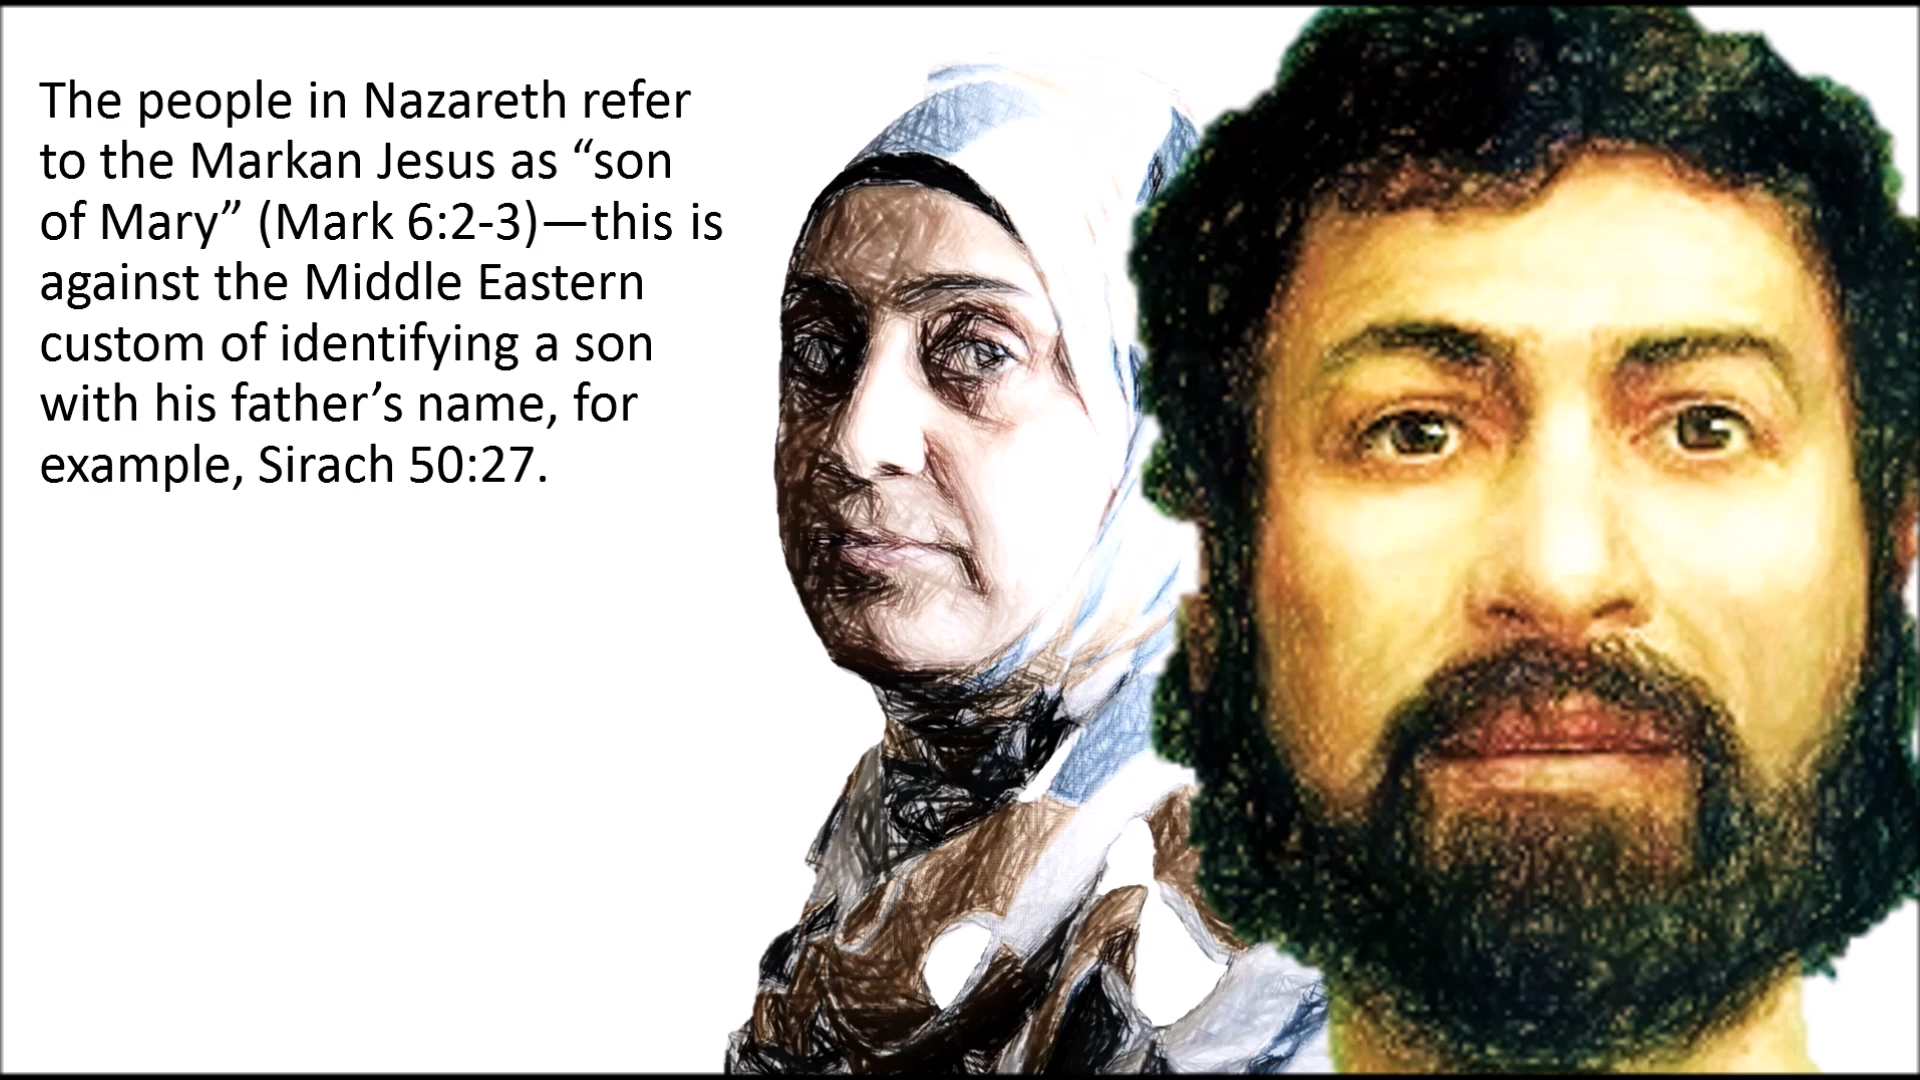 The people in Nazareth refer
to the Markan Jesus as “son
of Mary” (Mark 6:2-3)—this is
against the Middle Eastern
custom of identifying a son
with his father’s name, for
example, Sirach 50:27.